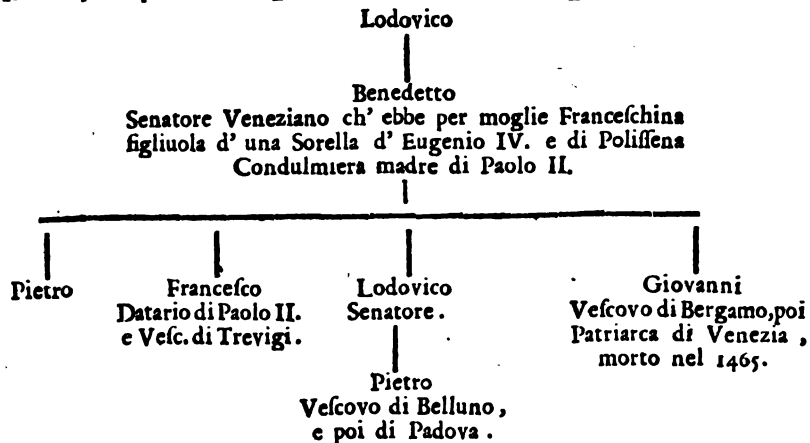 Lodovico
Benedetto
Senatore Veneziano ch' ebbe per moglie Franceſchina
figliuola d' una Sorella d' Eugenio IV. e di Poliſſena
Condulmiera madre di Paolo II.
Pietro
Franceſco
Datario di Paolo II.
e Veſc. di Trevigi.
Lodovico
Senatore.
Giovanni
Veſcovo di Bergamo, poi
Patriarca di Venezia,
morto nel 1465.
Pietro
Veſcovo di Belluno,
e poi di Padova.